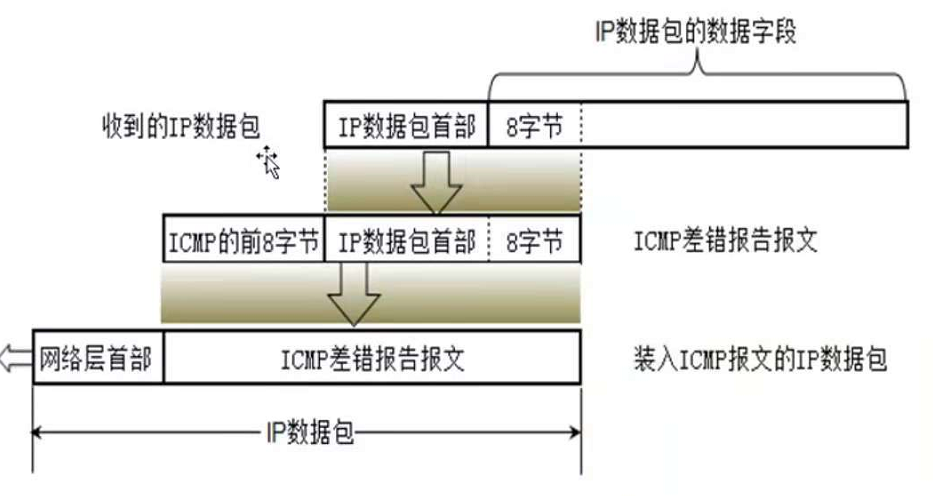 IP数据包的数据字段
收到的IP数据包
IP数据包首部
8字节
ICMP的前8字节
IP数据包首部
8字节
ICMP差错报告报文
网络层首部
ICMP差错报告报文
装入ICMP报文的IP数据包
IP数据包